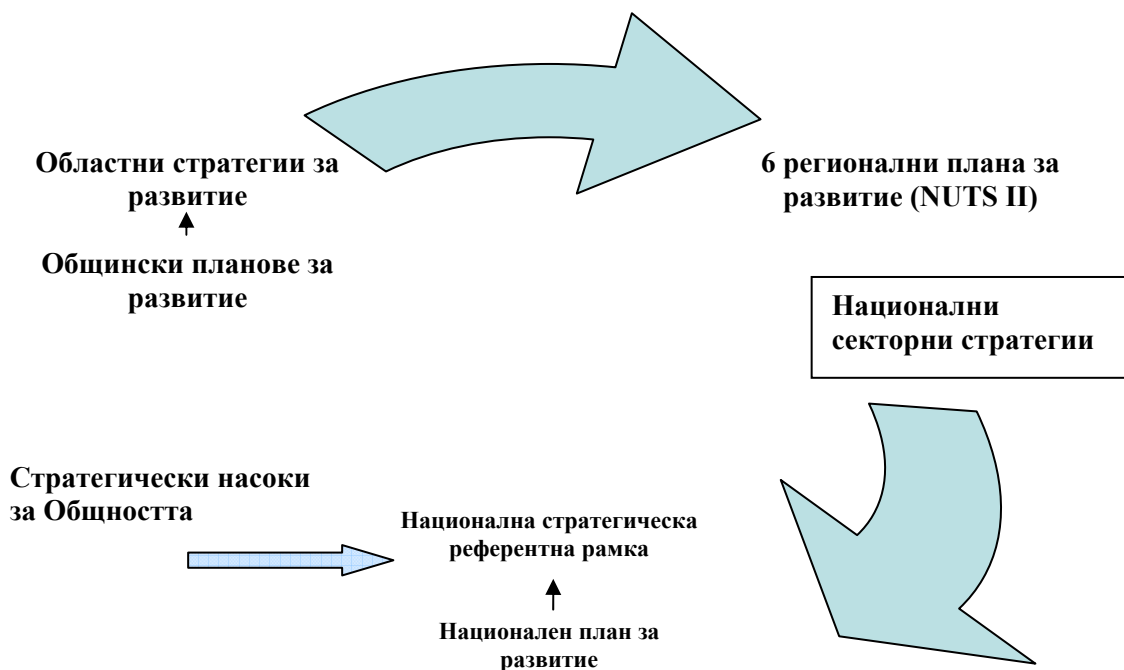 Областни стратегии за
развитие
6 регионални плана за
развитие (NUTS II)
Общински планове за
развитие
Национални
секторни стратегии
Стратегически насоки
за Общността
Национална стратегическа
референтна рамка
Национален план за
развитие